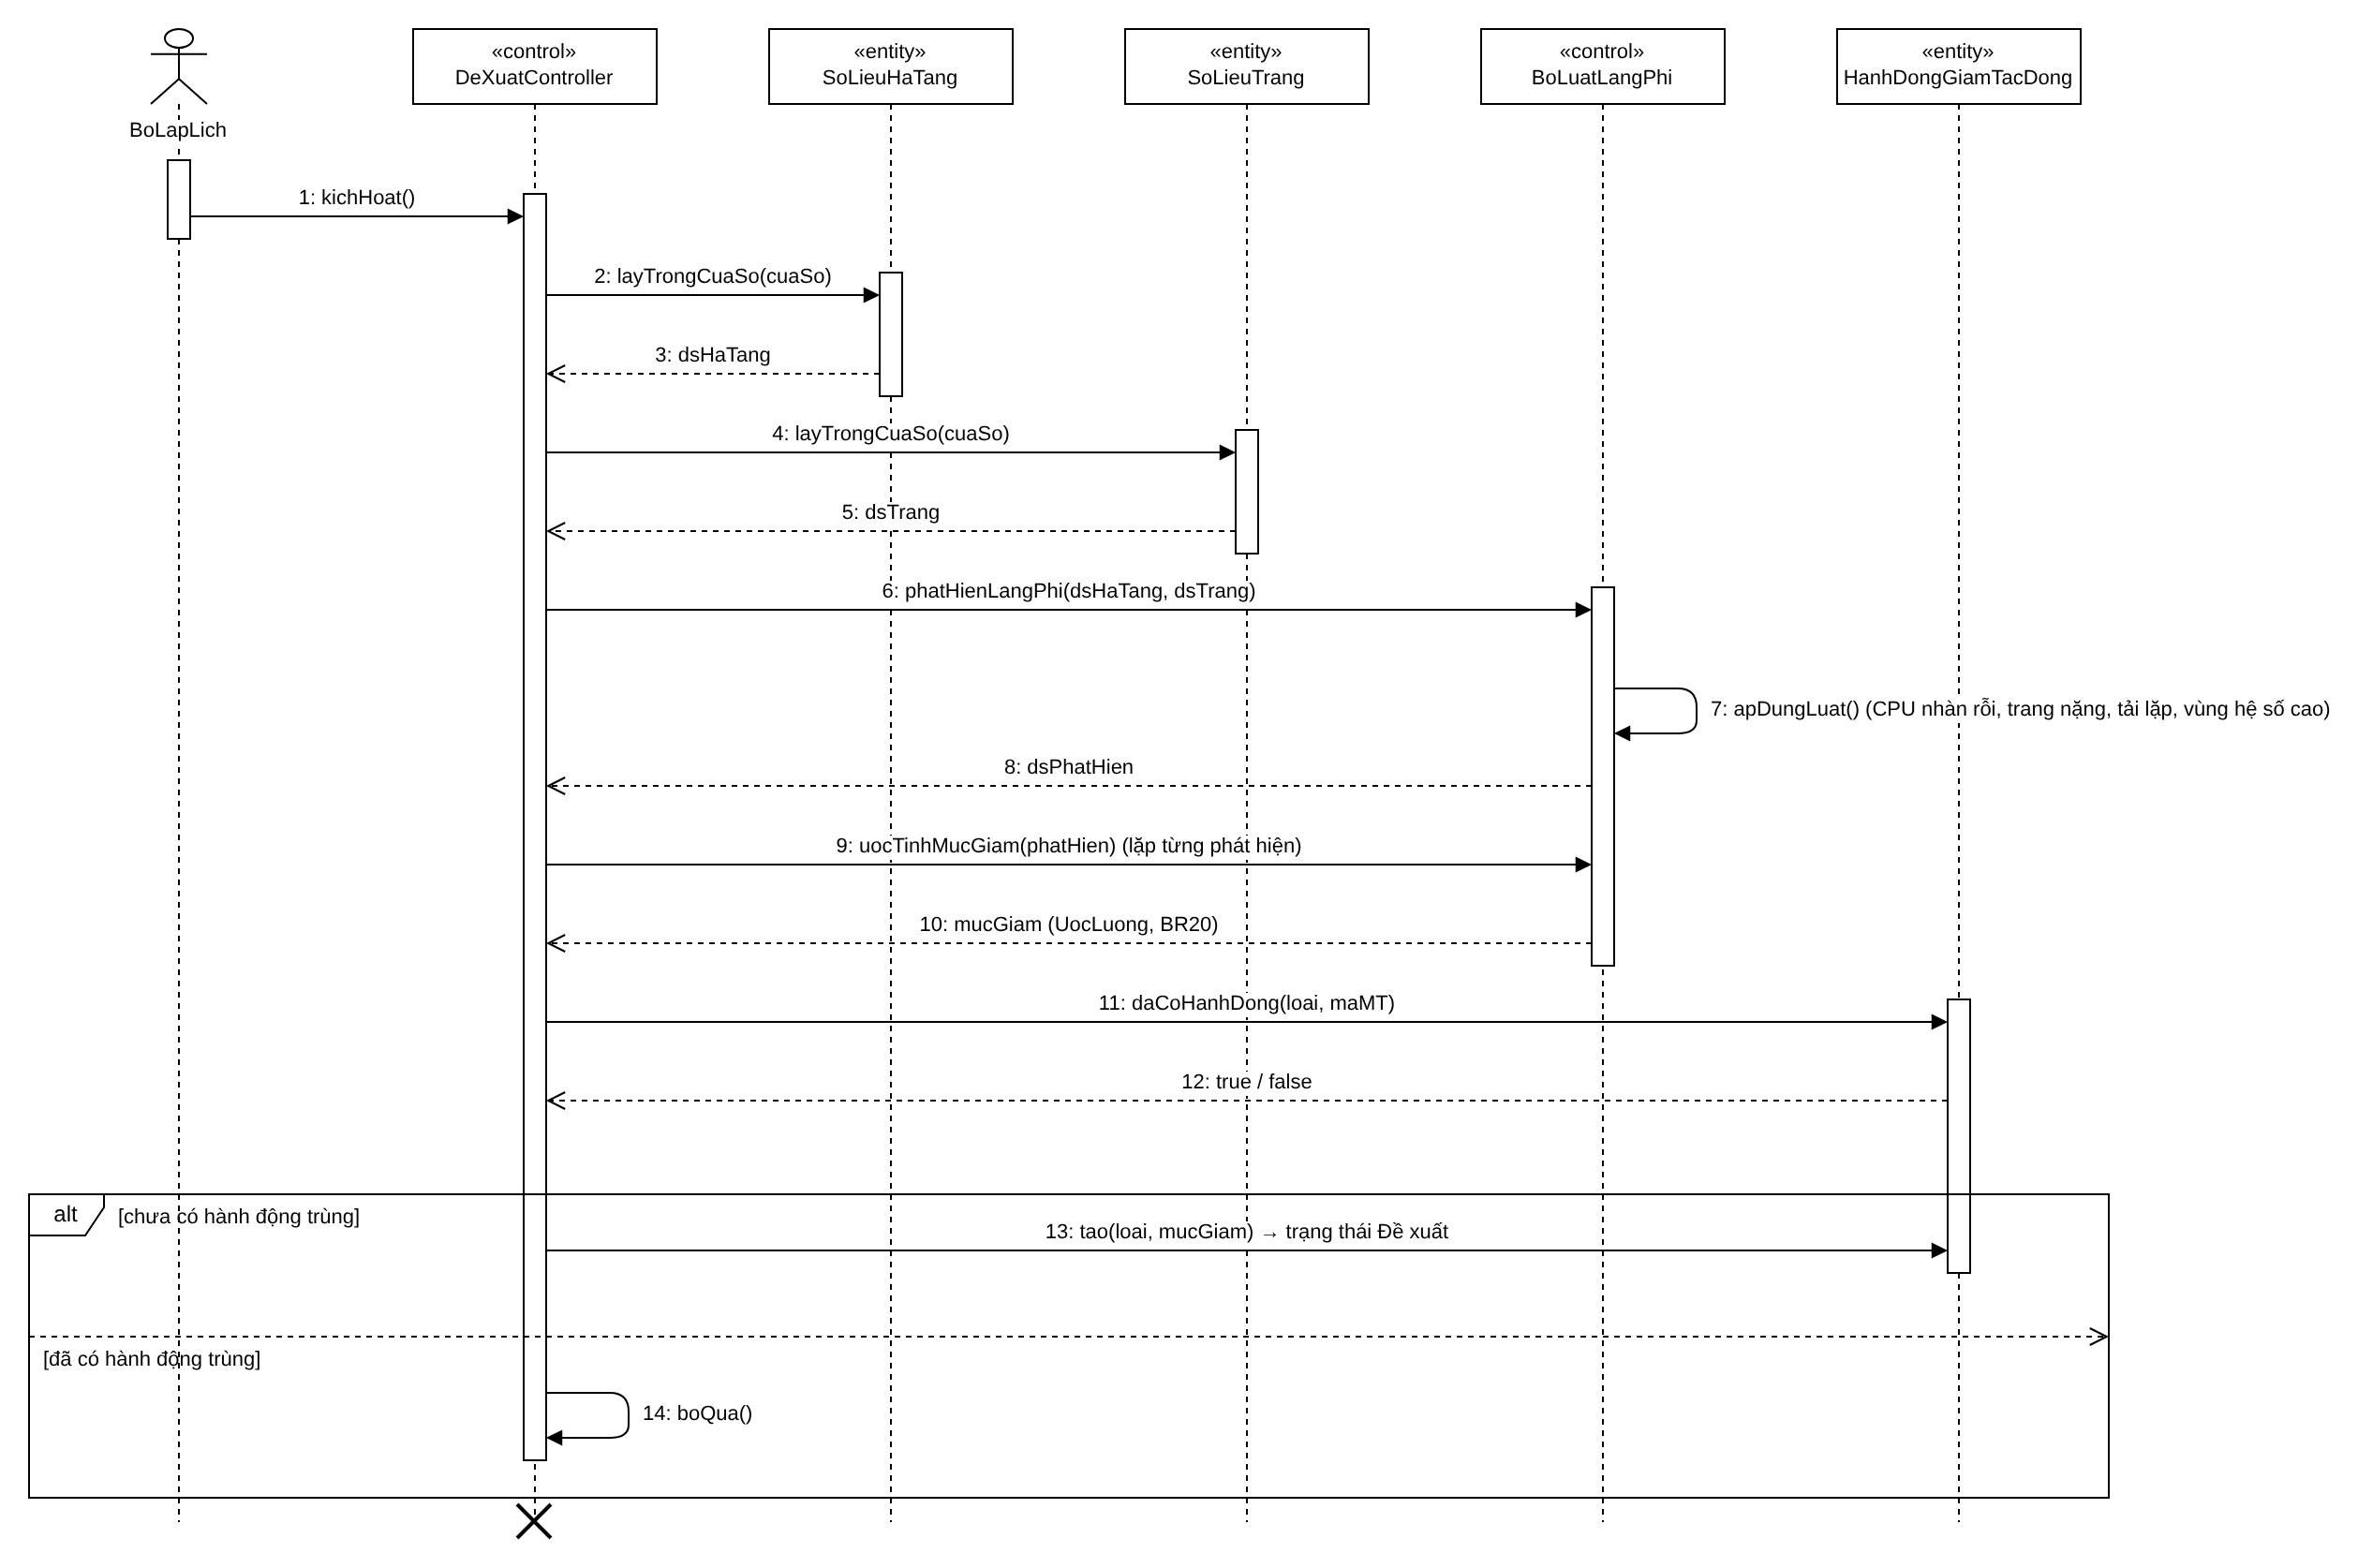 «control»
DeXuatController
«entity»
SoLieuHaTang
«entity»
SoLieuTrang
«control»
BoLuatLangPhi
«entity»
HanhDongGiamTacDong
BoLapLich
1: kichHoat()
2: layTrongCuaSo(cuaSo)
3: dsHaTang
4: layTrongCuaSo(cuaSo)
5: dsTrang
6: phatHienLangPhi(dsHaTang, dsTrang)
7: apDungLuat() (CPU nhàn rỗi, trang nặng, tải lặp, vùng hệ số cao)
8: dsPhatHien
9: uocTinhMucGiam(phatHien) (lặp từng phát hiện)
10: mucGiam (UocLuong, BR20)
11: daCoHanhDong(loai, maMT)
12: true / false
alt
[chưa có hành động trùng]
13: tao(loai, mucGiam) → trạng thái Đề xuất
[đã có hành động trùng]
14: boQua()